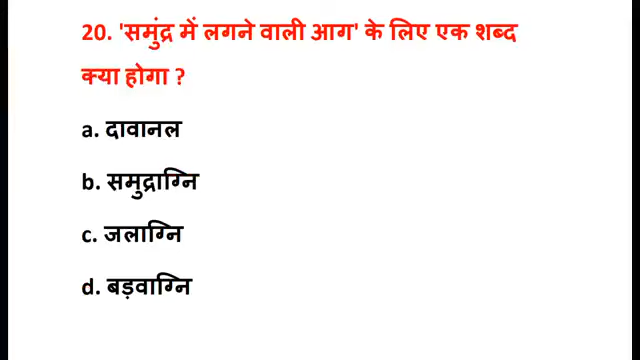 20. 'समुंद्र में लगने वाली आग' के लिए एक शब्द
क्या होगा ?
a. दावानल
b. समुद्राग्नि
c. जलाग्नि
d. बड़वाग्नि